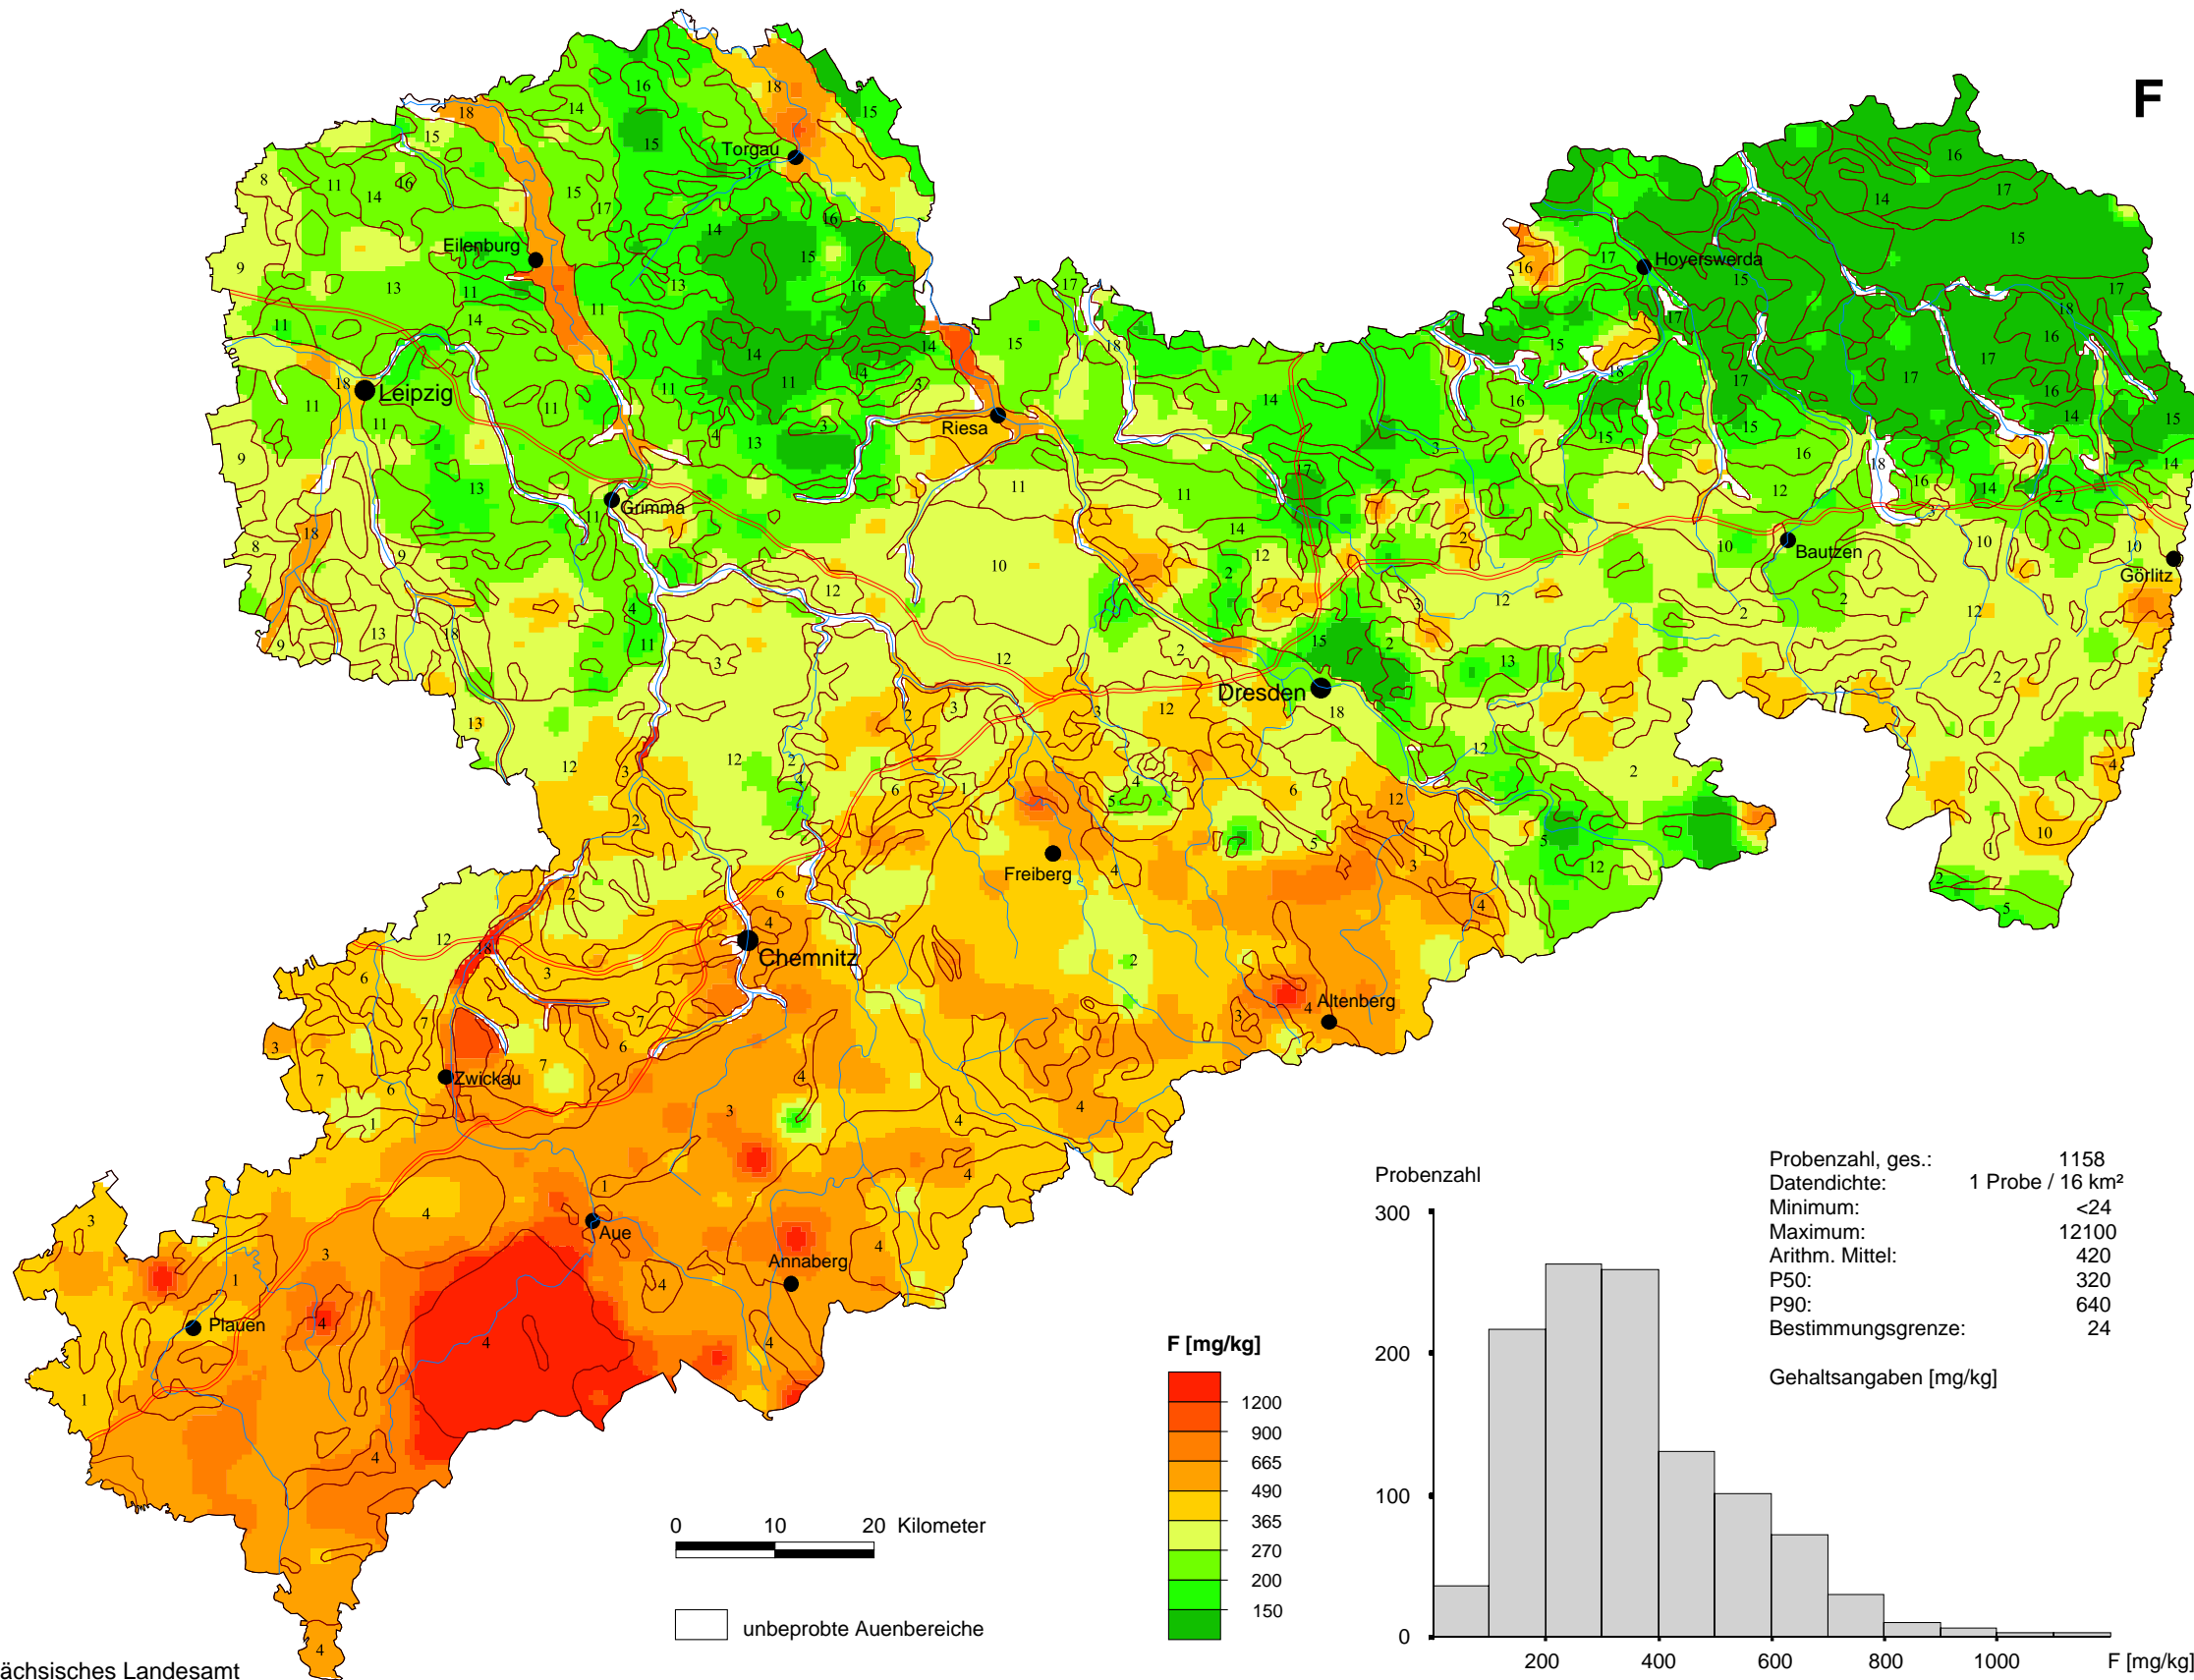 F
Torgau
Eilenburg
Hoyerswerda
Leipzig
Riesa
Grimma
Bautzen
Görlitz
Dresden
Freiberg
Chemnitz
Altenberg
Zwickau
Aue
Annaberg
Plauen
Probenzahl, ges.: 1158
Datendichte: 1 Probe / 16 km²
Minimum: <24
Maximum: 12100
Arithm. Mittel: 420
P50: 320
P90: 640
Bestimmungsgrenze: 24
Gehaltsangaben [mg/kg]
Probenzahl
300
200
100
0
200 400 600 800 1000 F [mg/kg]
F [mg/kg]
1200
900
665
490
365
270
200
150
0 10 20 Kilometer
unbeprobte Auenbereiche
ächsisches Landesamt